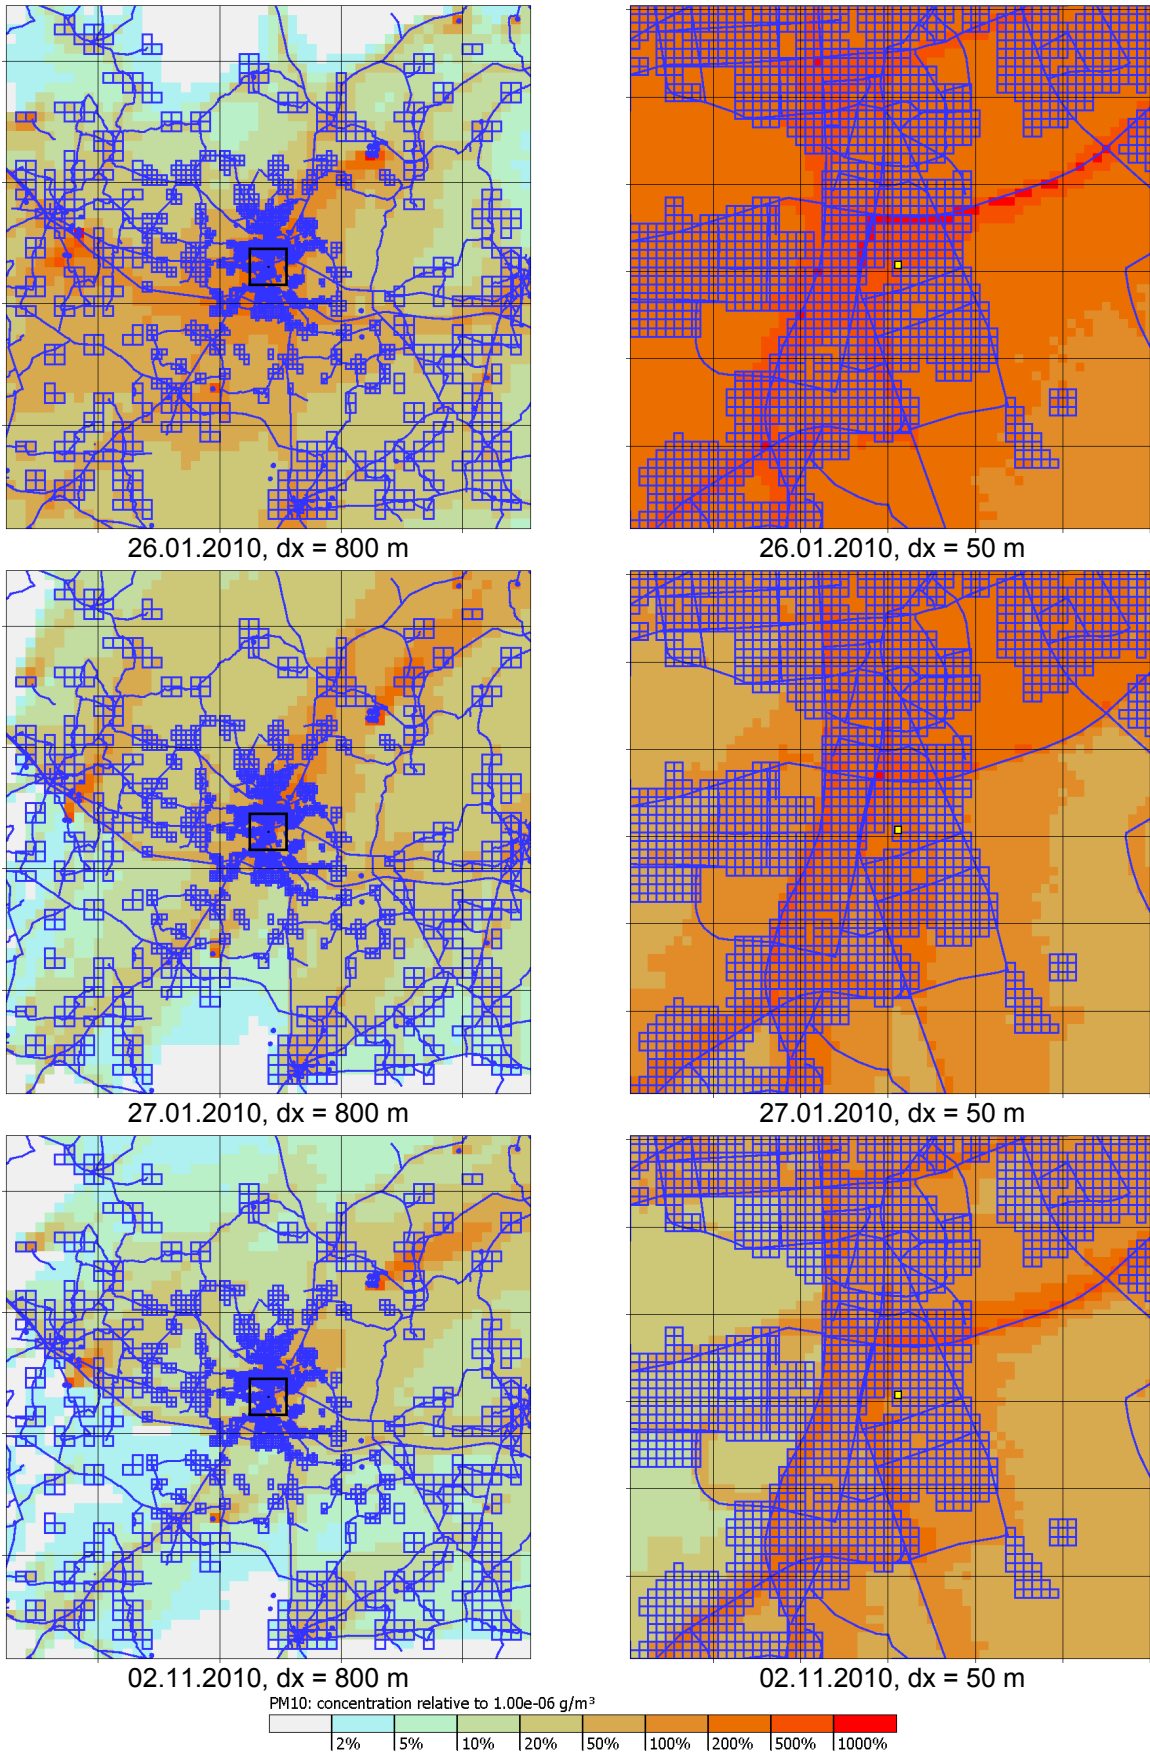 26.01.2010, dx = 800 m
26.01.2010, dx = 50 m
27.01.2010, dx = 800 m
27.01.2010, dx = 50 m
02.11.2010, dx = 800 m
02.11.2010, dx = 50 m
PM10: concentration relative to 1.00e-06 g/m³
2% 5% 10% 20% 50% 100% 200% 500% 1000%